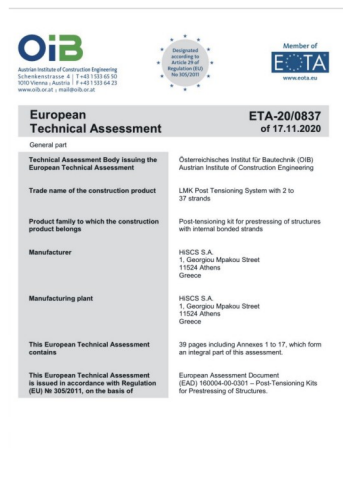 OiB
Member of
Designated
according to
Article 29 of
Regulation (EU)
№ 305/2011
EOTA
www.eota.eu
Austrian Institute of Construction Engineering
Schenkenstrasse 4 | T +43 1 533 65 50
1010 Vienna | Austria | F +43 1 533 64 23
www.oib.or.at | mail@oib.or.at
European
Technical Assessment
ETA-20/0837
of 17.11.2020
General part
Technical Assessment Body issuing the
European Technical Assessment
Österreichisches Institut für Bautechnik (OIB)
Austrian Institute of Construction Engineering
Trade name of the construction product
LMK Post Tensioning System with 2 to
37 strands
Product family to which the construction
product belongs
Post-tensioning kit for prestressing of structures
with internal bonded strands
Manufacturer
HiSCS S.A.
1, Georgiou Mpakou Street
11524 Athens
Greece
Manufacturing plant
HiSCS S.A.
1, Georgiou Mpakou Street
11524 Athens
Greece
This European Technical Assessment
contains
39 pages including Annexes 1 to 17, which form
an integral part of this assessment.
This European Technical Assessment
is issued in accordance with Regulation
(EU) № 305/2011, on the basis of
European Assessment Document
(EAD) 160004-00-0301 – Post-Tensioning Kits
for Prestressing of Structures.